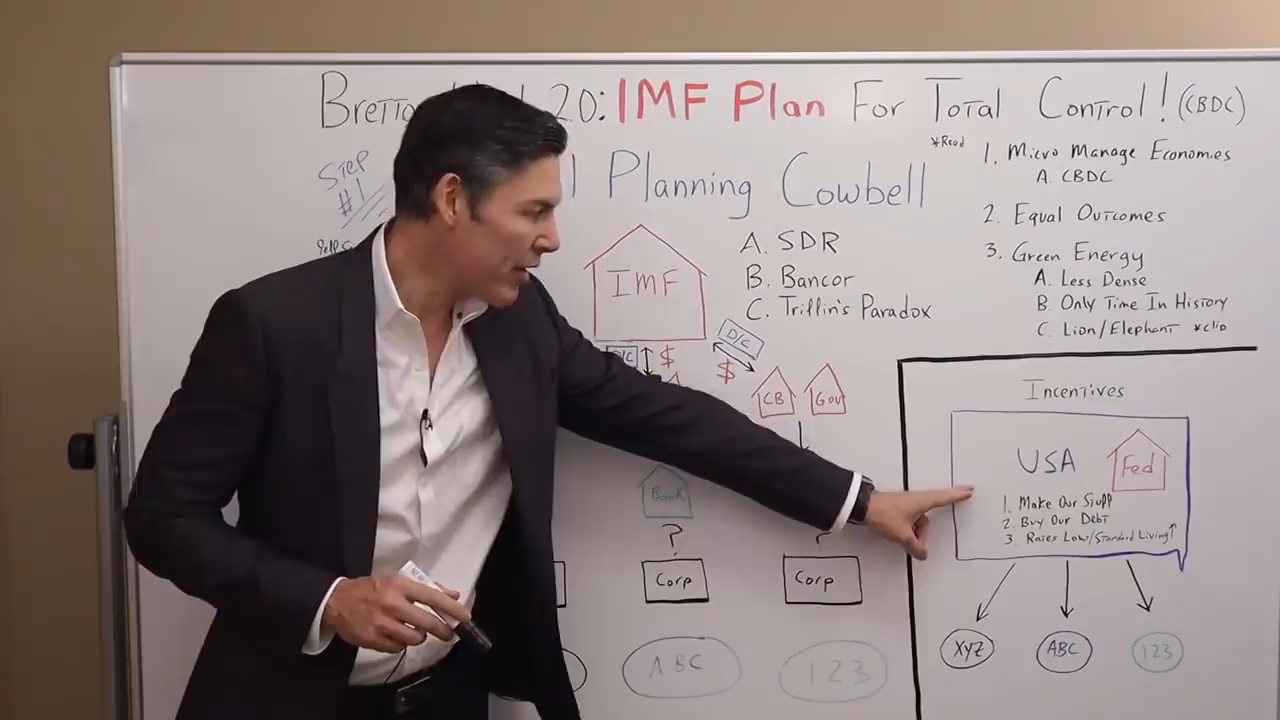 2.0: IMF Plan For Total Control! (CBDC)
Step
#1
Planning Cowbell
*Read
1. Micro Manage Economies
A. CBDC
2. Equal Outcomes
3. Green Energy
A. Less Dense
B. Only Time In History
C. Lion/Elephant *clip
IMF
A. SDR
B. Bancor
C. Triffin's Paradox
D/C
$
D/C
$
CB
Gov
Bank
?
?
Corp
Corp
ABC
123
Incentives
USA
Fed
1. Make Our Stuff
2. Buy Our Debt
3. Rates Low/Standard Living↑
XYZ
ABC
123